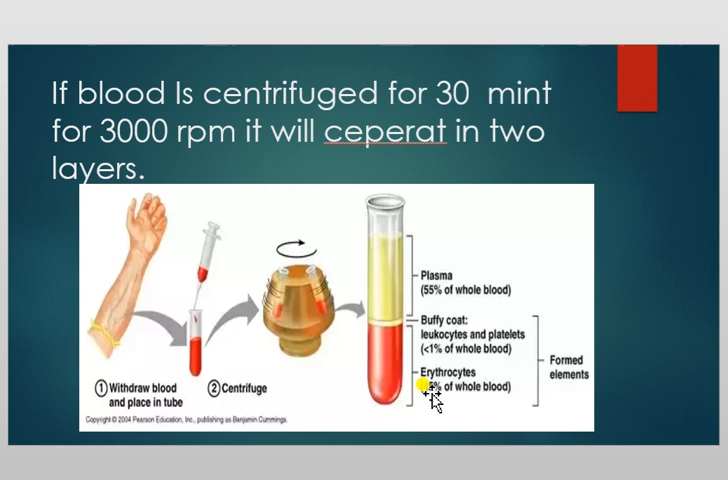 If blood Is centrifuged for 30 mint
for 3000 rpm it will ceperat in two
layers.
Plasma
(55% of whole blood)
Buffy coat:
leukocytes and platelets
(<1% of whole blood)
Erythrocytes
% of whole blood)
Formed
elements
1 Withdraw blood
and place in tube
2 Centrifuge
Copyright © 2004 Pearson Education, Inc., publishing as Benjamin Cummings.